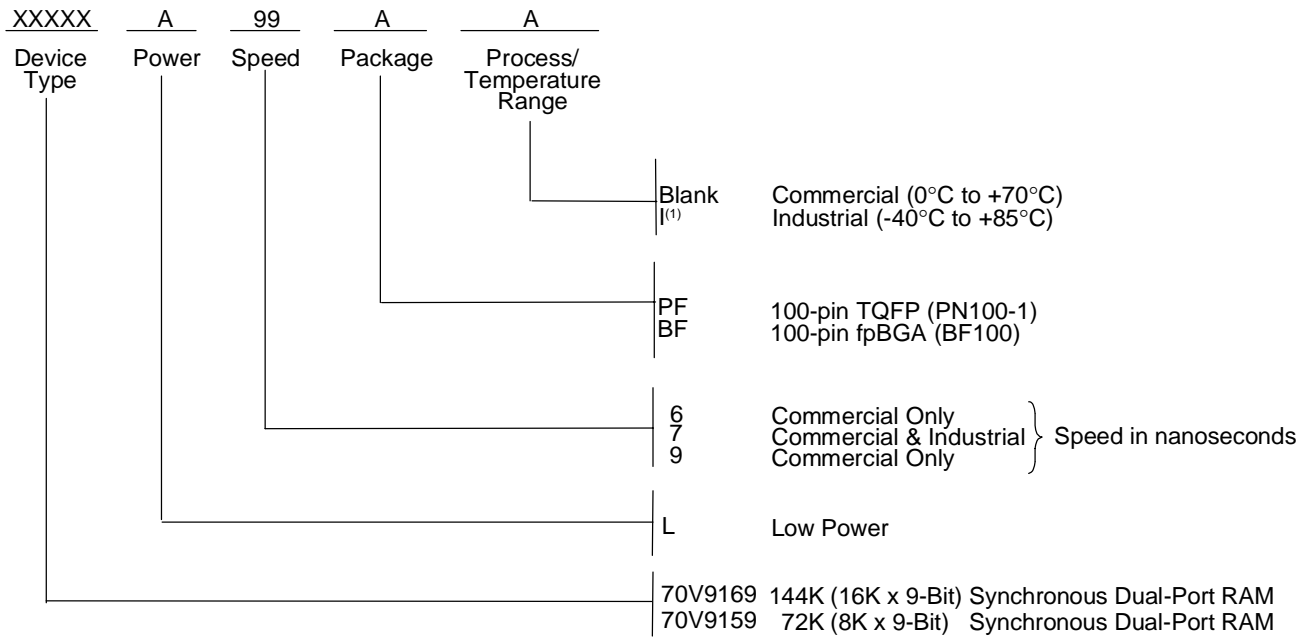 XXXXX A 99 A A
Device Type Power Speed Package Process/ Temperature Range
Blank Commercial (0°C to +70°C)
I(1) Industrial (-40°C to +85°C)
PF 100-pin TQFP (PN100-1)
BF 100-pin fpBGA (BF100)
6 Commercial Only
7 Commercial & Industrial Speed in nanoseconds
9 Commercial Only
L Low Power
70V9169 144K (16K x 9-Bit) Synchronous Dual-Port RAM
70V9159 72K (8K x 9-Bit) Synchronous Dual-Port RAM